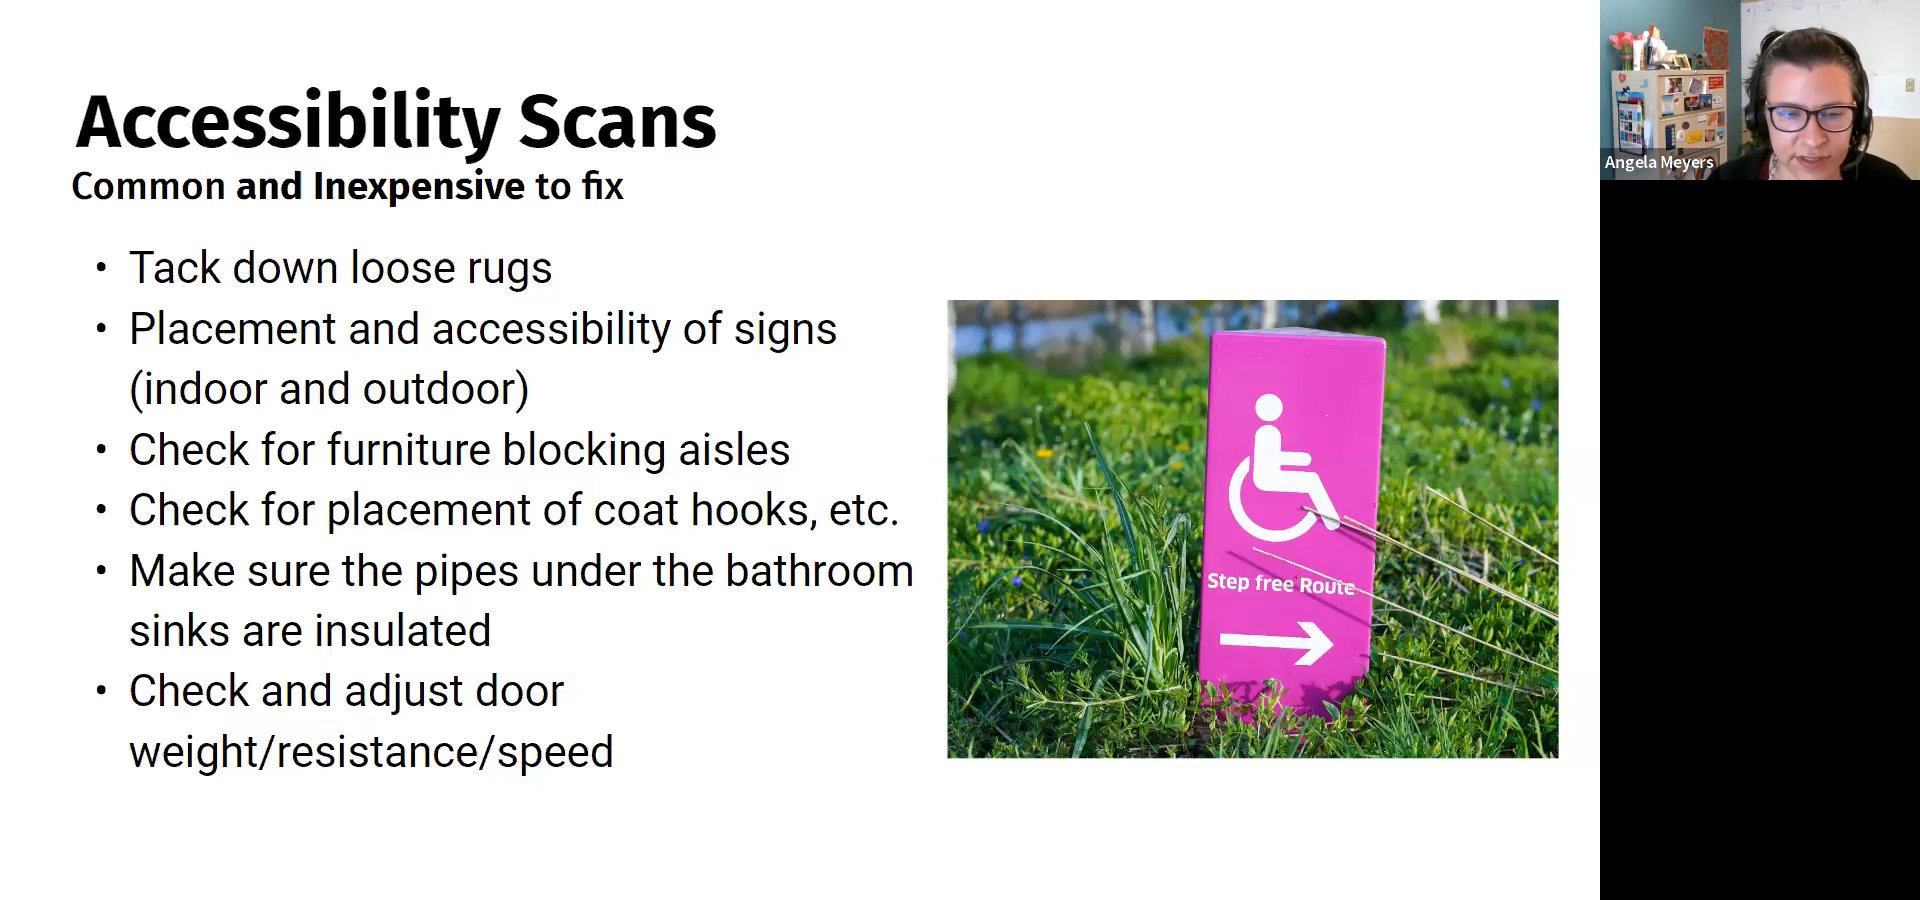 Accessibility Scans
Common and Inexpensive to fix
• Tack down loose rugs
• Placement and accessibility of signs
(indoor and outdoor)
• Check for furniture blocking aisles
• Check for placement of coat hooks, etc.
• Make sure the pipes under the bathroom
sinks are insulated
• Check and adjust door
weight/resistance/speed
Step free Route
Angela Meyers